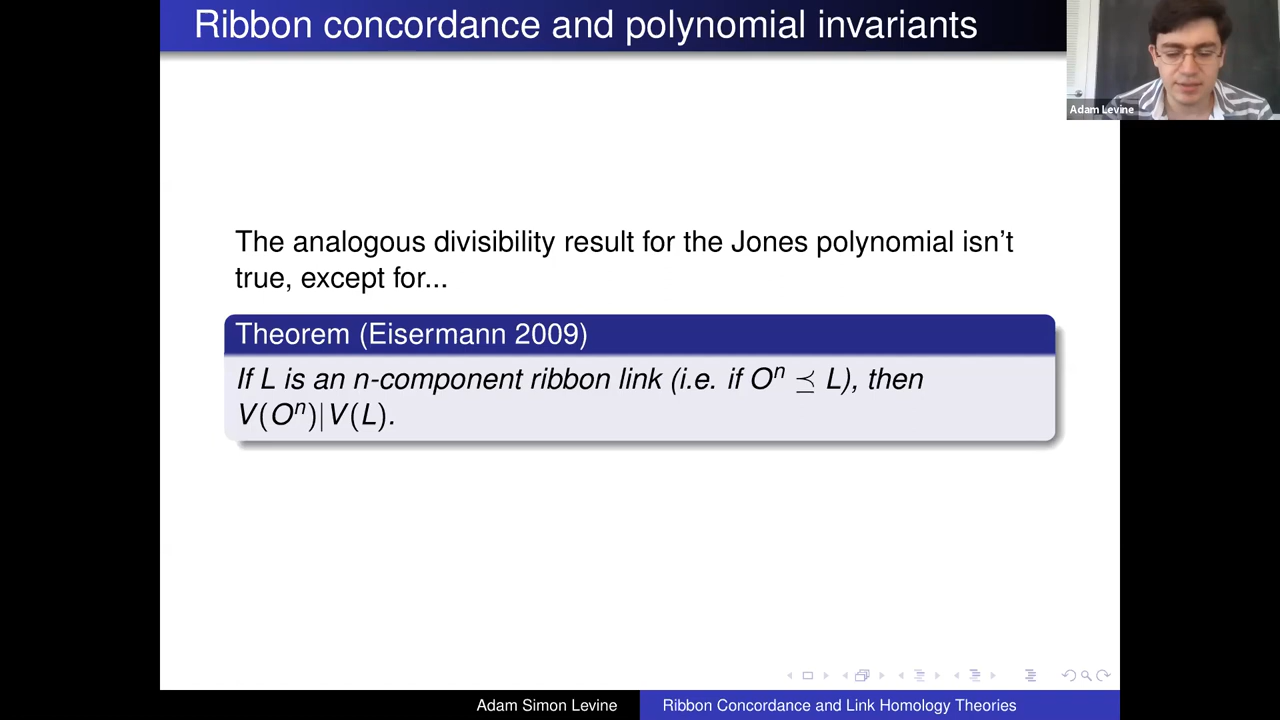 Ribbon concordance and polynomial invariants
Adam Levine
The analogous divisibility result for the Jones polynomial isn't
true, except for...
Theorem (Eisermann 2009)
If L is an n-component ribbon link (i.e. if Oⁿ ⪯ L), then
V(Oⁿ)|V(L).
Adam Simon Levine
Ribbon Concordance and Link Homology Theories